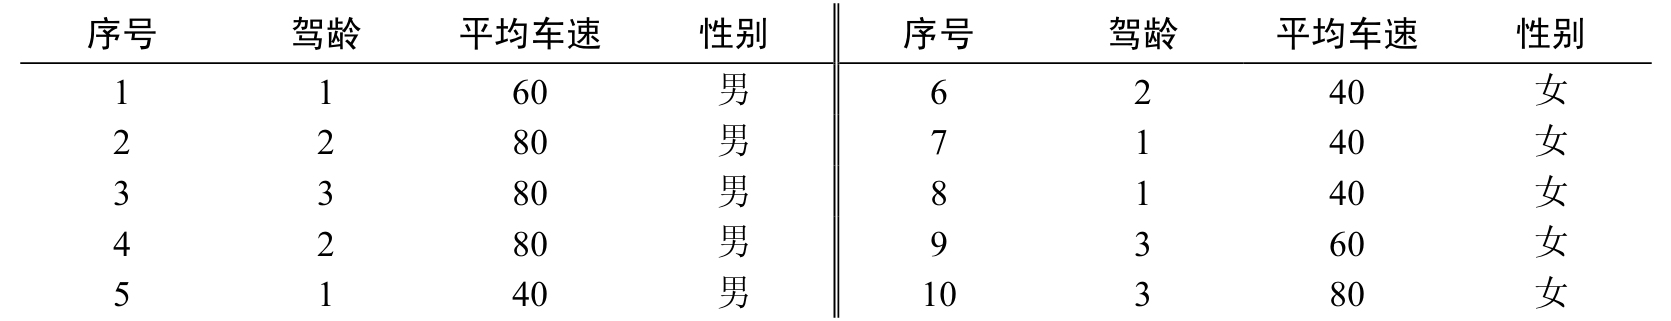 序号 驾龄 平均车速 性别 序号 驾龄 平均车速 性别
1 1 60 男 6 2 40 女
2 2 80 男 7 1 40 女
3 3 80 男 8 1 40 女
4 2 80 男 9 3 60 女
5 1 40 男 10 3 80 女